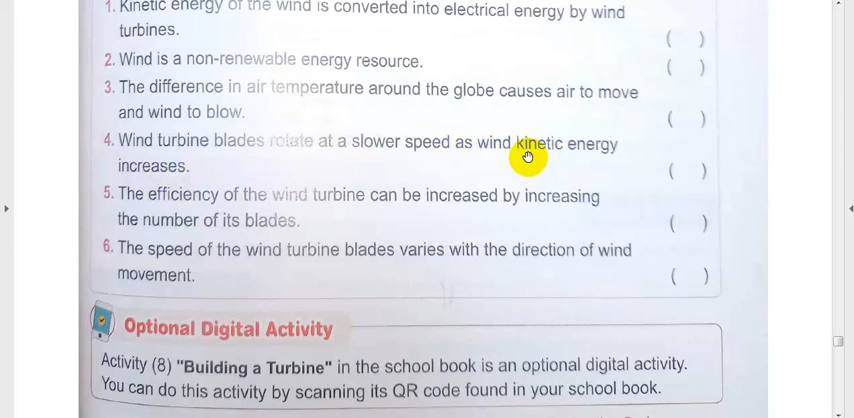 1. Kinetic energy of the wind is converted into electrical energy by wind
turbines. ( )
2. Wind is a non-renewable energy resource. ( )
3. The difference in air temperature around the globe causes air to move
and wind to blow. ( )
4. Wind turbine blades rotate at a slower speed as wind kinetic energy
increases. ( )
5. The efficiency of the wind turbine can be increased by increasing
the number of its blades. ( )
6. The speed of the wind turbine blades varies with the direction of wind
movement. ( )
Optional Digital Activity
Activity (8) "Building a Turbine" in the school book is an optional digital activity.
You can do this activity by scanning its QR code found in your school book.